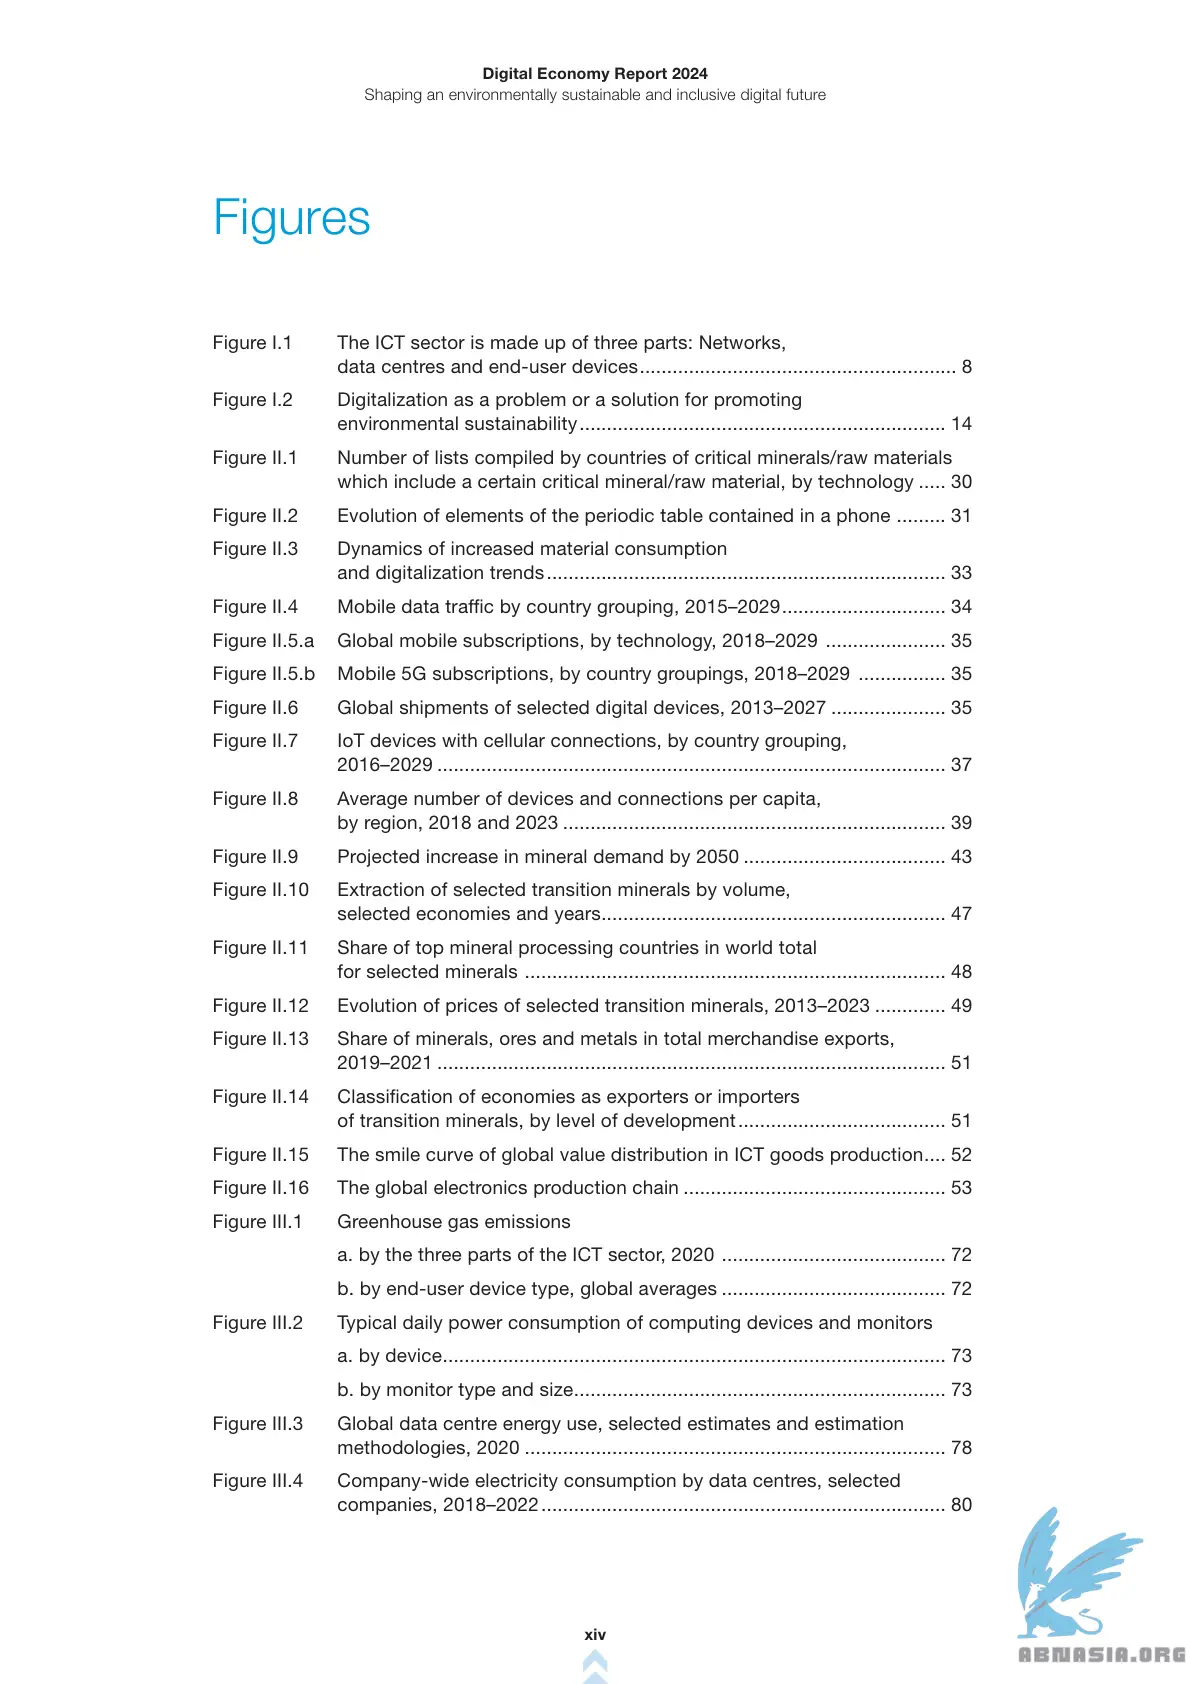 Digital Economy Report 2024
Shaping an environmentally sustainable and inclusive digital future
Figures
Figure I.1 The ICT sector is made up of three parts: Networks,
data centres and end-user devices.......................................................... 8
Figure I.2 Digitalization as a problem or a solution for promoting
environmental sustainability................................................................... 14
Figure II.1 Number of lists compiled by countries of critical minerals/raw materials
which include a certain critical mineral/raw material, by technology ..... 30
Figure II.2 Evolution of elements of the periodic table contained in a phone ......... 31
Figure II.3 Dynamics of increased material consumption
and digitalization trends......................................................................... 33
Figure II.4 Mobile data traffic by country grouping, 2015–2029.............................. 34
Figure II.5.a Global mobile subscriptions, by technology, 2018–2029 ...................... 35
Figure II.5.b Mobile 5G subscriptions, by country groupings, 2018–2029 ................ 35
Figure II.6 Global shipments of selected digital devices, 2013–2027 ..................... 35
Figure II.7 IoT devices with cellular connections, by country grouping,
2016–2029 ............................................................................................. 37
Figure II.8 Average number of devices and connections per capita,
by region, 2018 and 2023 ...................................................................... 39
Figure II.9 Projected increase in mineral demand by 2050 ..................................... 43
Figure II.10 Extraction of selected transition minerals by volume,
selected economies and years............................................................... 47
Figure II.11 Share of top mineral processing countries in world total
for selected minerals ............................................................................. 48
Figure II.12 Evolution of prices of selected transition minerals, 2013–2023 ............. 49
Figure II.13 Share of minerals, ores and metals in total merchandise exports,
2019–2021 ............................................................................................. 51
Figure II.14 Classification of economies as exporters or importers
of transition minerals, by level of development...................................... 51
Figure II.15 The smile curve of global value distribution in ICT goods production.... 52
Figure II.16 The global electronics production chain ................................................ 53
Figure III.1 Greenhouse gas emissions
a. by the three parts of the ICT sector, 2020 ......................................... 72
b. by end-user device type, global averages ......................................... 72
Figure III.2 Typical daily power consumption of computing devices and monitors
a. by device............................................................................................ 73
b. by monitor type and size.................................................................... 73
Figure III.3 Global data centre energy use, selected estimates and estimation
methodologies, 2020 ............................................................................. 78
Figure III.4 Company-wide electricity consumption by data centres, selected
companies, 2018–2022.......................................................................... 80
xiv
ABNASIA.ORG